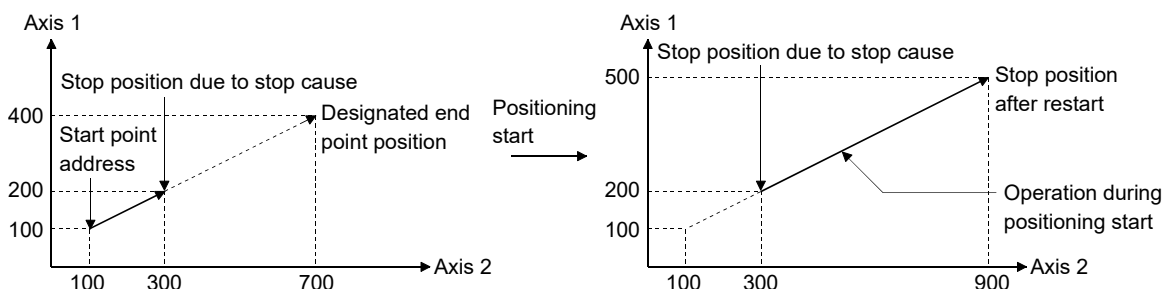 Axis 1
Stop position due to stop cause
400
Designated end
point position
Start point
address
200
100
100 300 700
Axis 2
Positioning
start
Axis 1
Stop position due to stop cause
500
Stop position
after restart
200
Operation during
positioning start
100
100 300 900
Axis 2